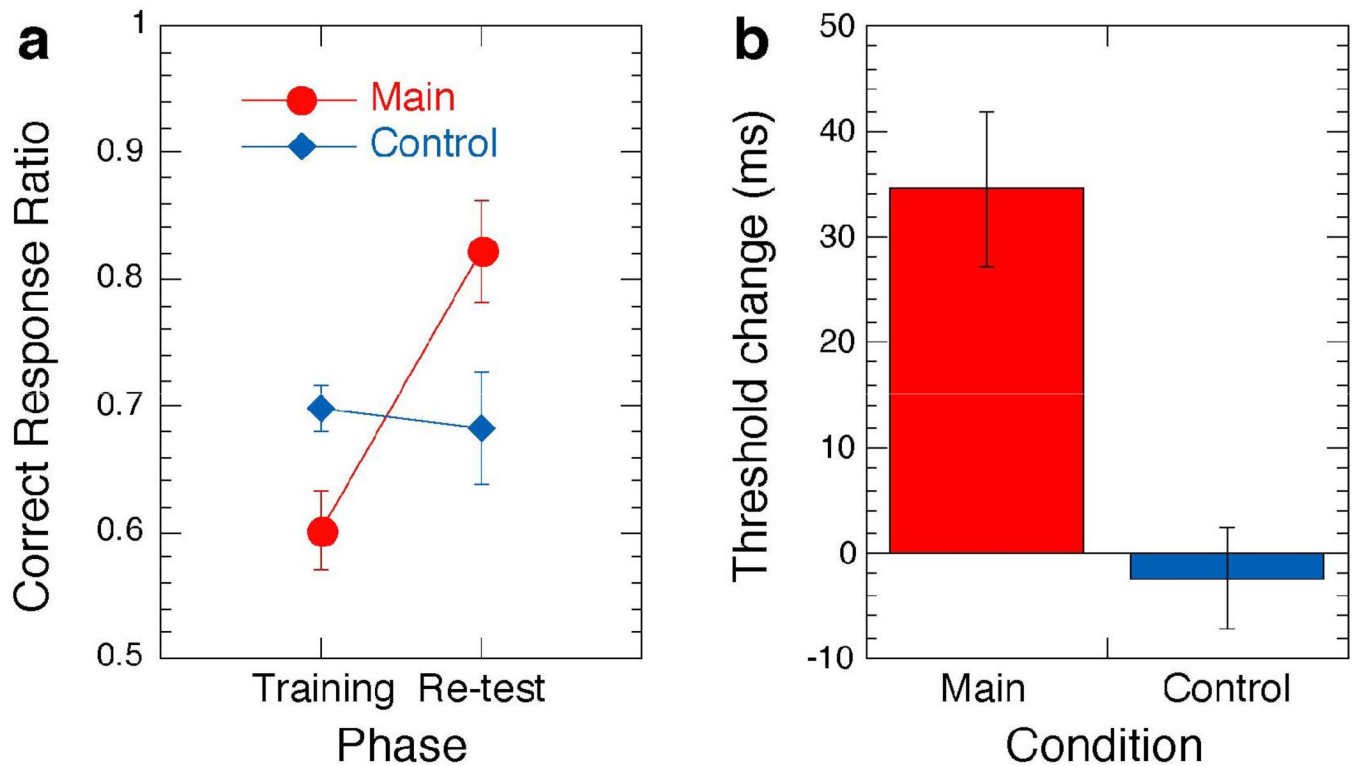 a
1
0.9
0.8
0.7
0.6
0.5
Correct Response Ratio
Main
Control
Training Re-test
Phase
b
50
40
30
20
10
0
-10
Threshold change (ms)
Main Control
Condition